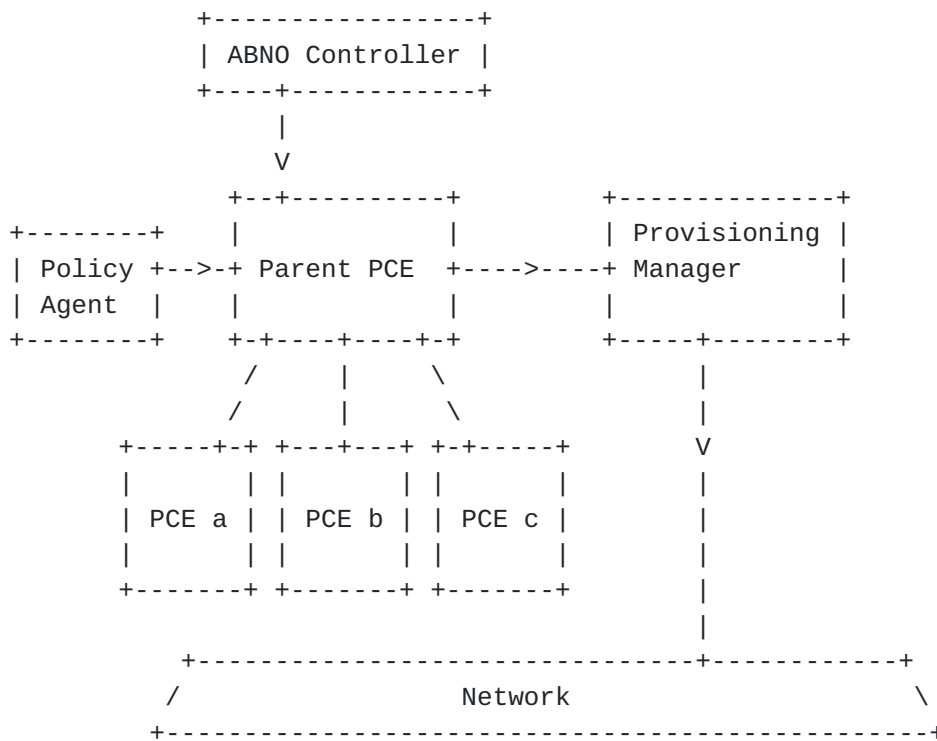 ABNO Controller
Provisioning
Policy Parent PCE Manager
Agent
PCE a PCE b PCE c
Network